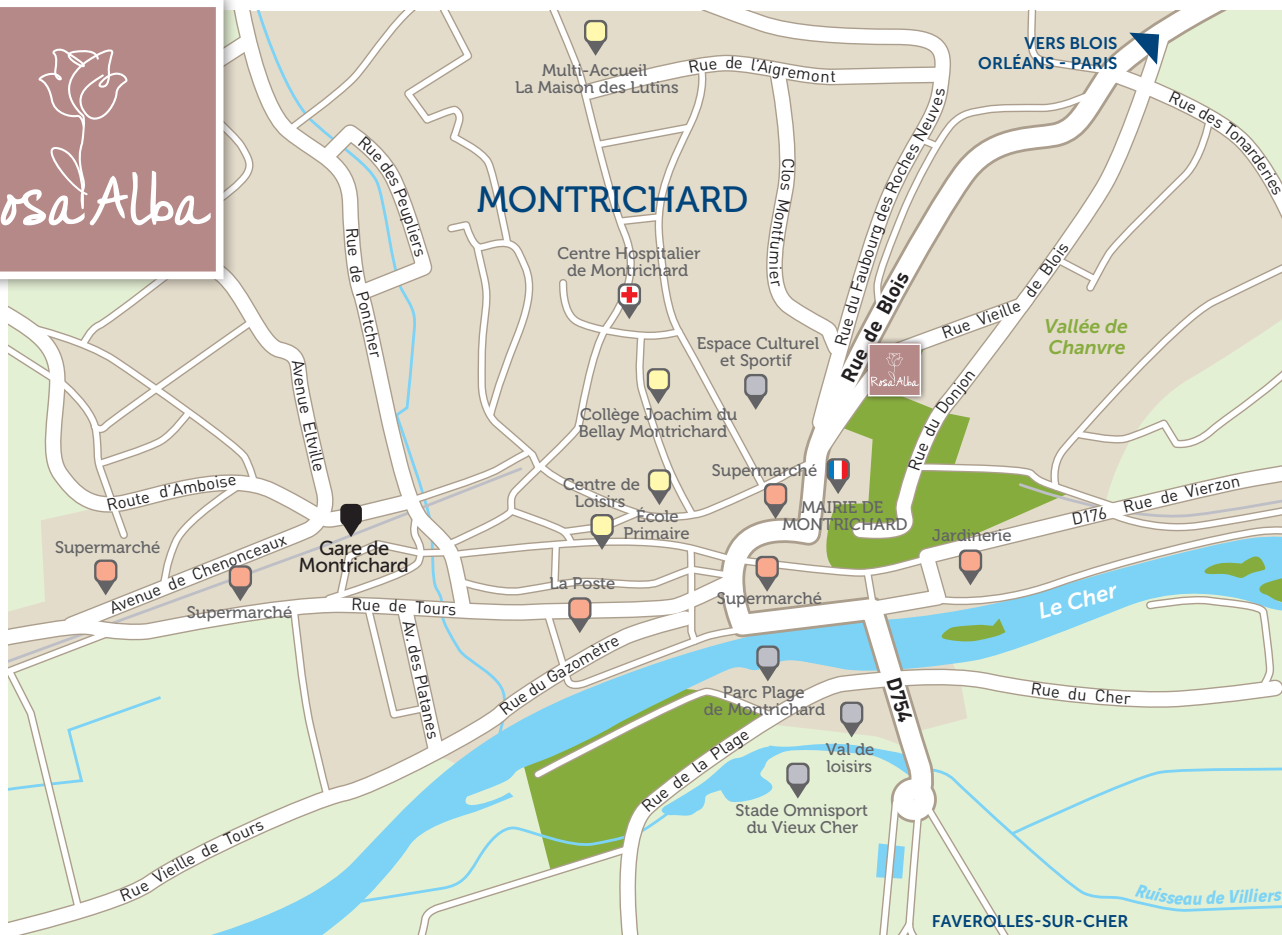 osa Alba
VERS BLOIS
ORLÉANS - PARIS
Multi-Accueil
La Maison des Lutins
Rue de l'Aigremont
Rue des Tonarderies
Rue des Peupliers
MONTRICHARD
Clos Montfumier
Rue du Faubourg des Roches Neuves
Rue de Pontcher
Centre Hospitalier
de Montrichard
Rue de Blois
Rue Vieille de Blois
Vallée de
Chanvre
Espace Culturel
et Sportif
Rosa Alba
Avenue Eltville
Collège Joachim du
Bellay Montrichard
Rue du Donjon
Supermarché
Route d'Amboise
Centre de
Loisirs
École
Primaire
MAIRIE DE
MONTRICHARD
D176 Rue de Vierzon
Jardinerie
Supermarché
Gare de
Montrichard
Avenue de Chenonceaux
Supermarché
Rue de Tours
La Poste
Supermarché
Le Cher
Av. des Platanes
Rue du Gazomètre
Parc Plage
de Montrichard
D754
Rue du Cher
Rue de la Plage
Val de
loisirs
Stade Omnisport
du Vieux Cher
Rue Vieille de Tours
Ruisseau de Villiers
FAVEROLLES-SUR-CHER